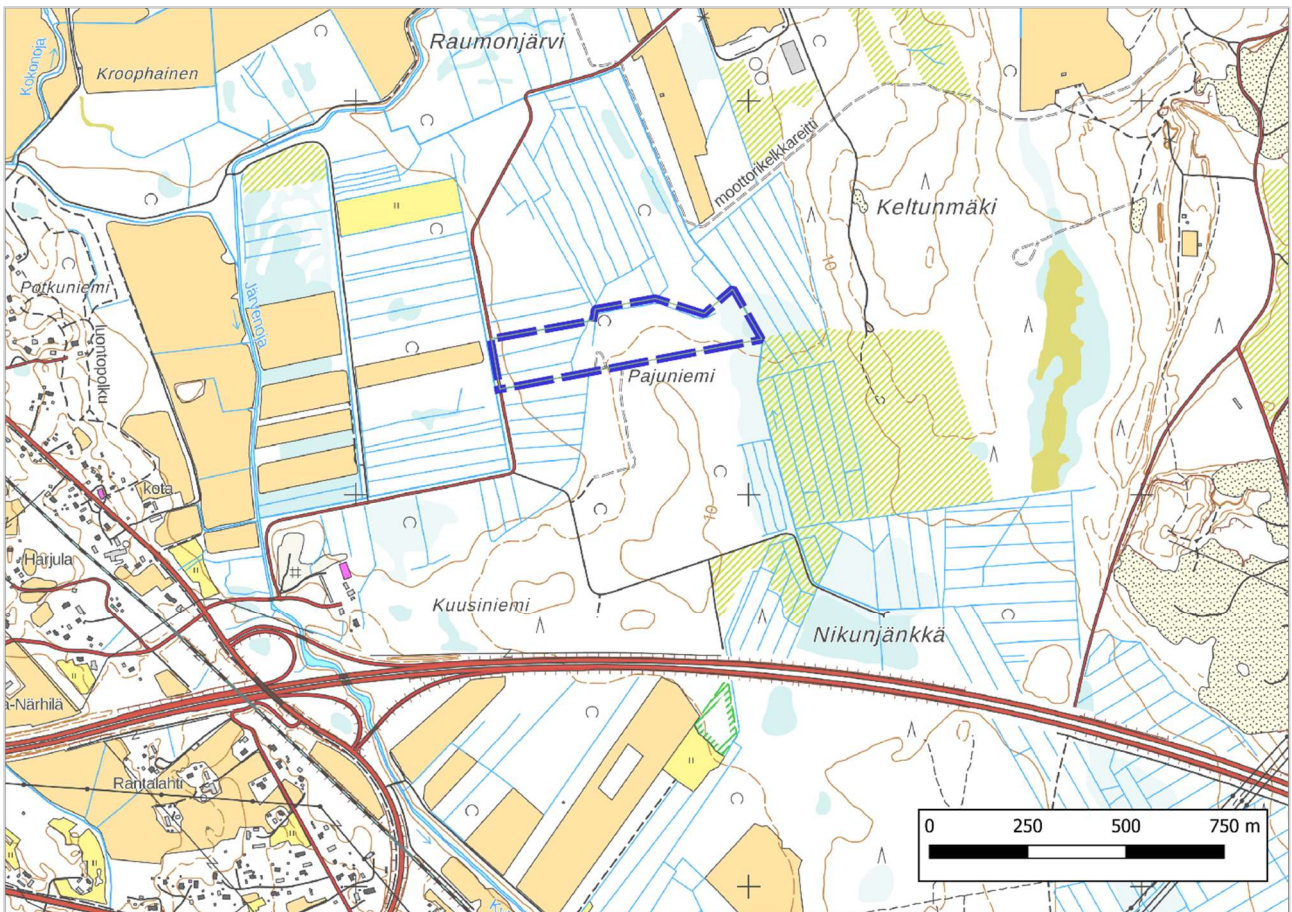 Raumonjärvi
Kroophainen
Kokonoja
moottorikelkkareitti
Keltunmäki
10
Potkuniemi
luontopolku
Järvenoja
Pajuniemi
10
kota
Harjula
Kuusiniemi
Nikunjänkkä
a-Närhilä
Rantalahti
0 250 500 750 m